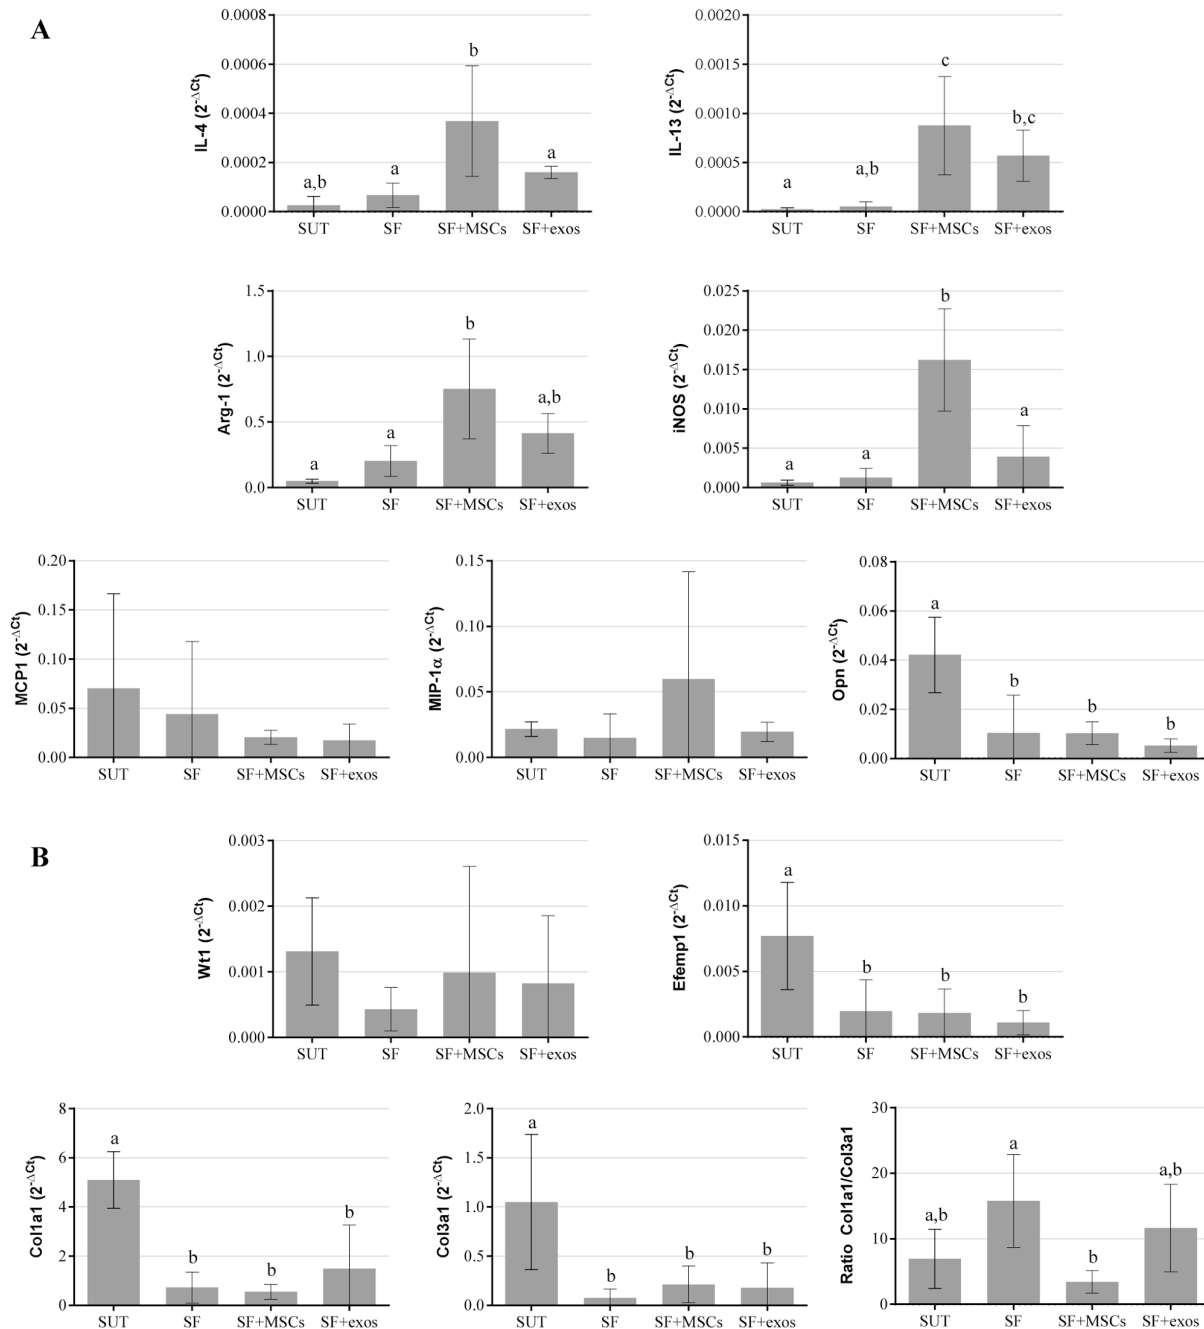 A
IL-4 (2-ΔCt)
0.0008
0.0006
0.0004
0.0002
0.0000
a,b
a
b
a
SUT SF SF+MSCs SF+exos
IL-13 (2-ΔCt)
0.0020
0.0015
0.0010
0.0005
0.0000
a
a,b
c
b,c
SUT SF SF+MSCs SF+exos
Arg-1 (2-ΔCt)
1.5
1.0
0.5
0.0
a
a
b
a,b
SUT SF SF+MSCs SF+exos
iNOS (2-ΔCt)
0.025
0.020
0.015
0.010
0.005
0.000
a
a
b
a
SUT SF SF+MSCs SF+exos
MCP1 (2-ΔCt)
0.20
0.15
0.10
0.05
0.00
SUT SF SF+MSCs SF+exos
MIP-1α (2-ΔCt)
0.15
0.10
0.05
0.00
SUT SF SF+MSCs SF+exos
Opn (2-ΔCt)
0.08
0.06
0.04
0.02
0.00
a
b
b
b
SUT SF SF+MSCs SF+exos
B
Wt1 (2-ΔCt)
0.003
0.002
0.001
0.000
SUT SF SF+MSCs SF+exos
Efemp1 (2-ΔCt)
0.015
0.010
0.005
0.000
a
b
b
b
SUT SF SF+MSCs SF+exos
Col1a1 (2-ΔCt)
8
6
4
2
0
a
b
b
b
SUT SF SF+MSCs SF+exos
Col3a1 (2-ΔCt)
2.0
1.5
1.0
0.5
0.0
a
b
b
b
SUT SF SF+MSCs SF+exos
Ratio Col1a1/Col3a1
30
20
10
0
a,b
a
b
a,b
SUT SF SF+MSCs SF+exos